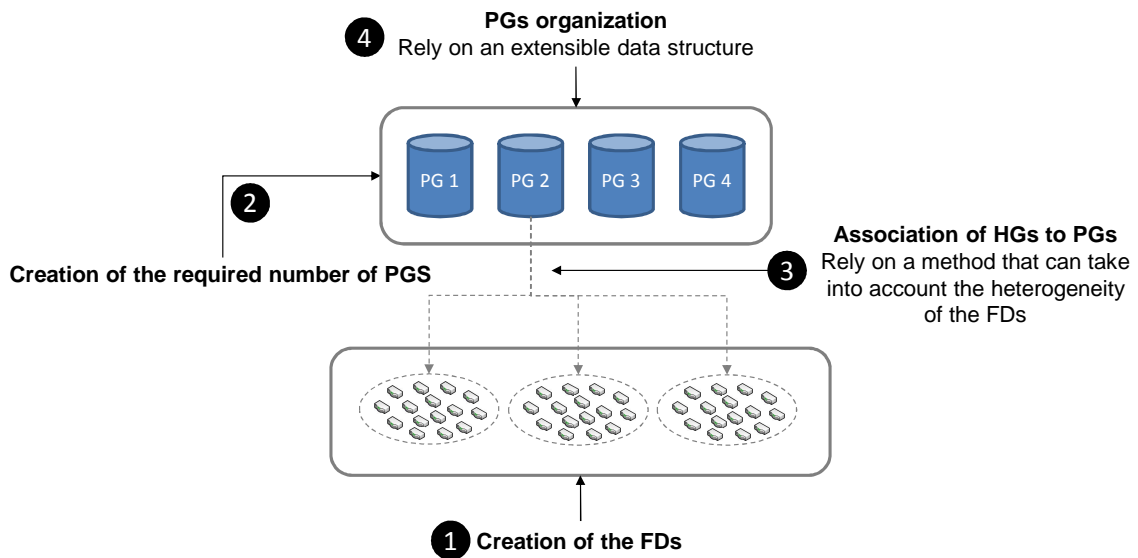 4
PGs organization
Rely on an extensible data structure
PG 1 PG 2 PG 3 PG 4
2
Creation of the required number of PGS
3
Association of HGs to PGs
Rely on a method that can take
into account the heterogeneity
of the FDs
1 Creation of the FDs